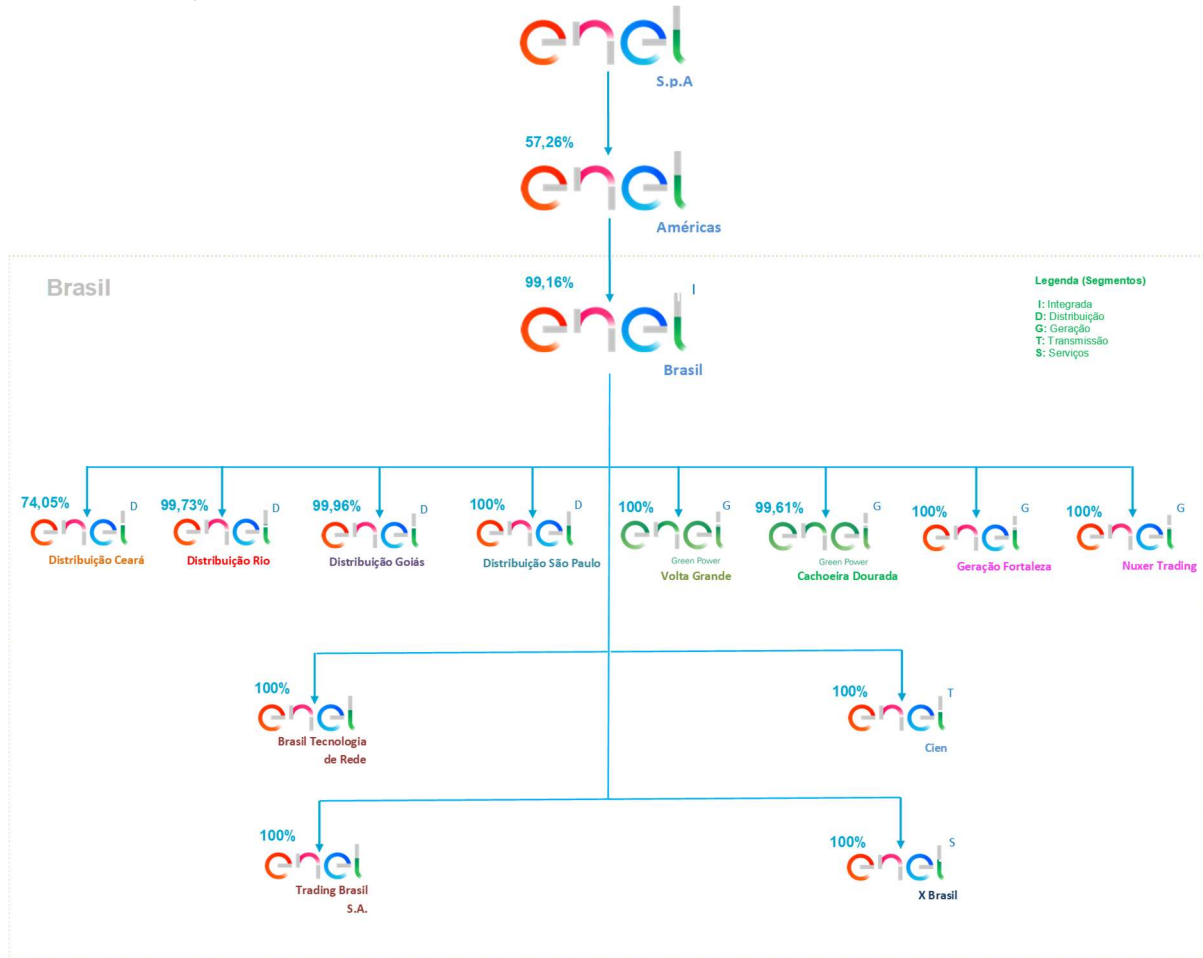 enel
S.p.A
57,26%
enel
Américas
Brasil
99,16%
enel
I
Brasil
Legenda (Segmentos)
I: Integrada
D: Distribuição
G: Geração
T: Transmissão
S: Serviços
74,05%
enel
D
Distribuição Ceará
99,73%
enel
D
Distribuição Rio
99,96%
enel
D
Distribuição Goiás
100%
enel
D
Distribuição São Paulo
100%
enel
G
Green Power
Volta Grande
99,61%
enel
G
Green Power
Cachoeira Dourada
100%
enel
G
Geração Fortaleza
100%
enel
G
Nuxer Trading
100%
enel
Brasil Tecnologia
de Rede
100%
enel
T
Cien
100%
enel
Trading Brasil
S.A.
100%
enel
S
X Brasil